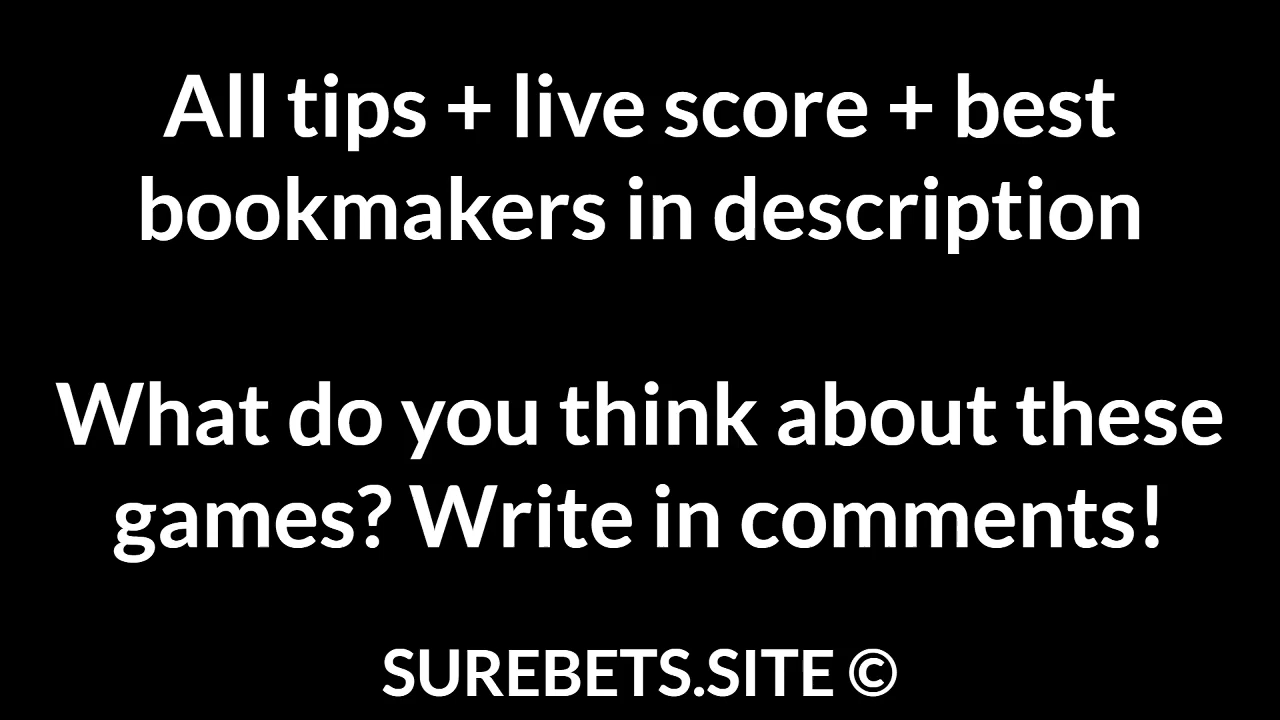 All tips + live score + best
bookmakers in description
What do you think about these
games? Write in comments!
SUREBETS.SITE ©